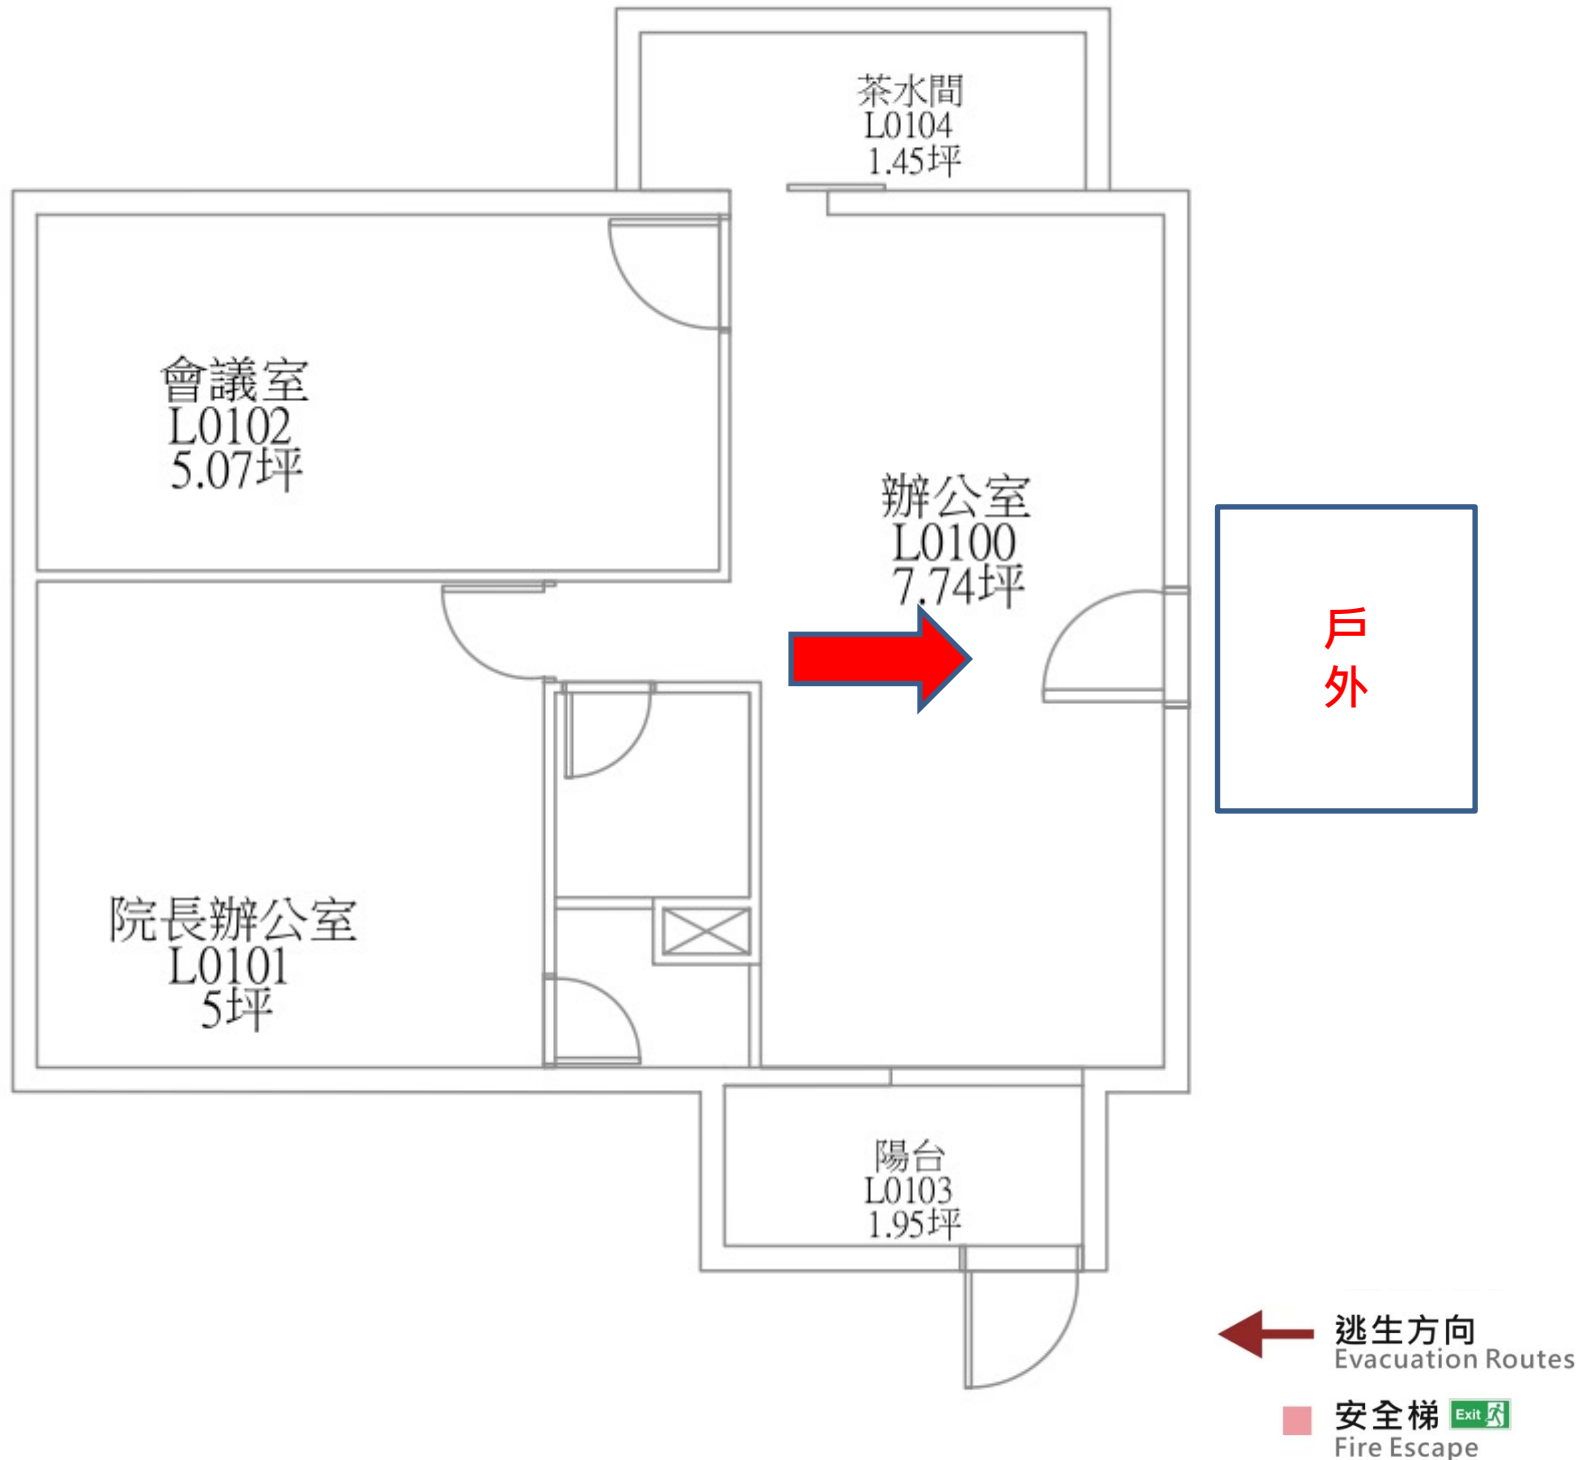 茶水間
L0104
1.45坪
會議室
L0102
5.07坪
辦公室
L0100
7.74坪
戶
外
院長辦公室
L0101
5坪
陽台
L0103
1.95坪
逃生方向
Evacuation Routes
安全梯 Exit
Fire Escape